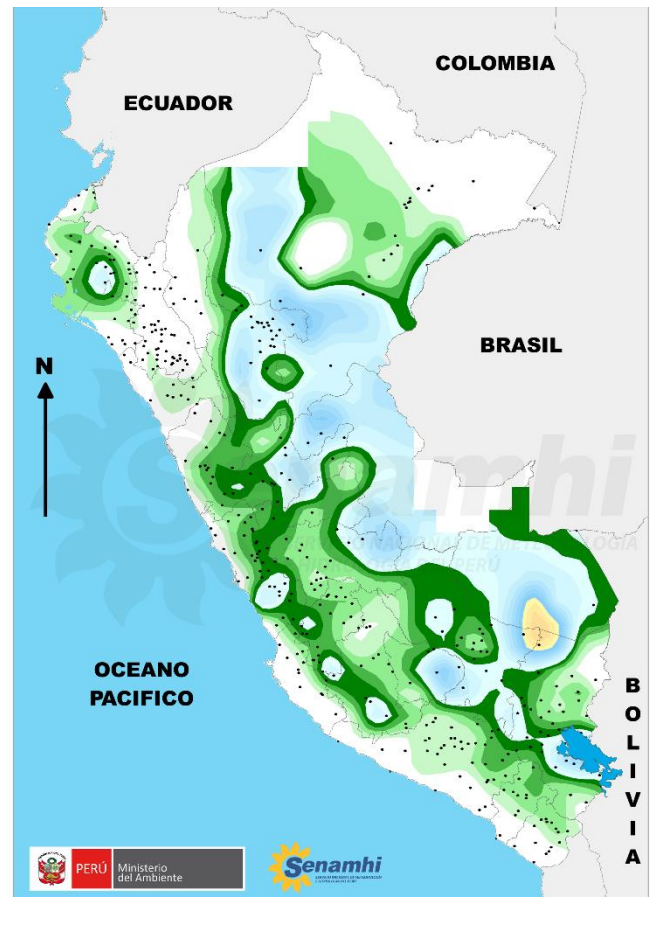 COLOMBIA
ECUADOR
BRASIL
N
Senamhi
OCEANO
PACIFICO
B
O
L
I
V
I
A
PERÚ
Ministerio
del Ambiente
Senamhi